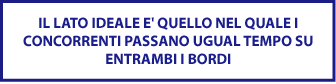 IL LATO IDEALE E' QUELLO NEL QUALE I
CONCORRENTI PASSANO UGUAL TEMPO SU
ENTRAMBI I BORDI